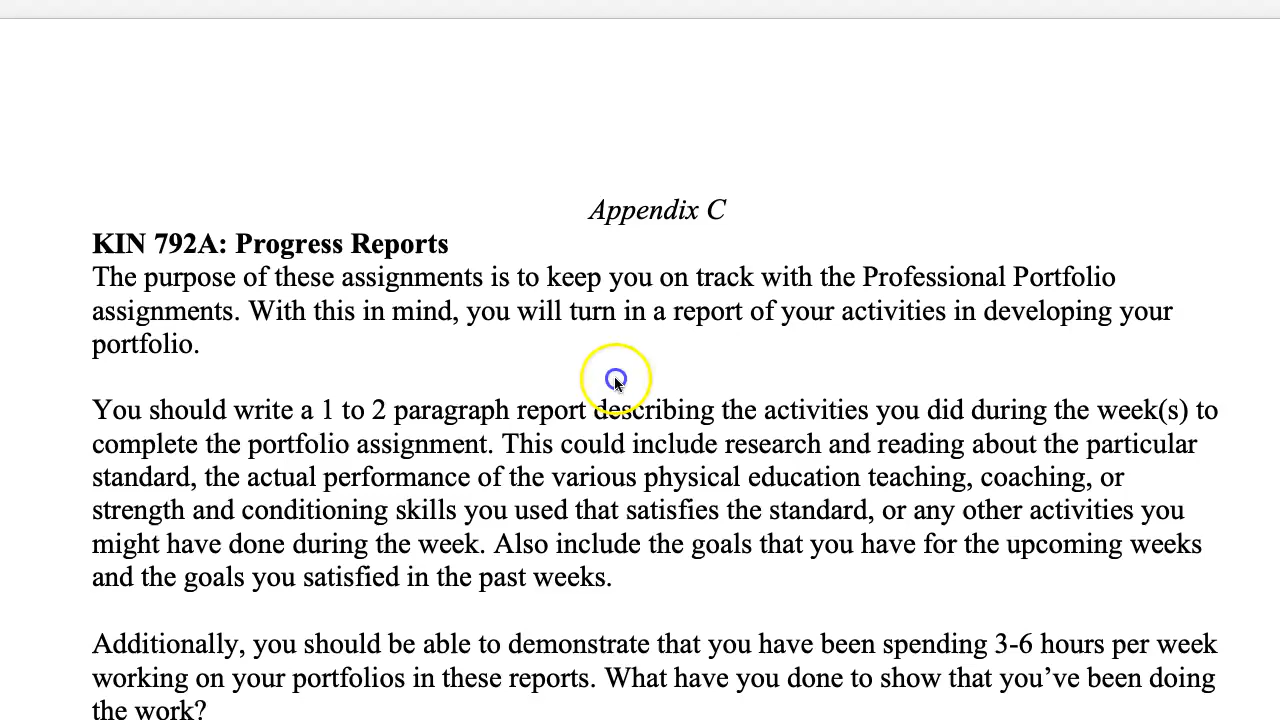 Appendix C
KIN 792A: Progress Reports
The purpose of these assignments is to keep you on track with the Professional Portfolio
assignments. With this in mind, you will turn in a report of your activities in developing your
portfolio.
You should write a 1 to 2 paragraph report describing the activities you did during the week(s) to
complete the portfolio assignment. This could include research and reading about the particular
standard, the actual performance of the various physical education teaching, coaching, or
strength and conditioning skills you used that satisfies the standard, or any other activities you
might have done during the week. Also include the goals that you have for the upcoming weeks
and the goals you satisfied in the past weeks.
Additionally, you should be able to demonstrate that you have been spending 3-6 hours per week
working on your portfolios in these reports. What have you done to show that you’ve been doing
the work?